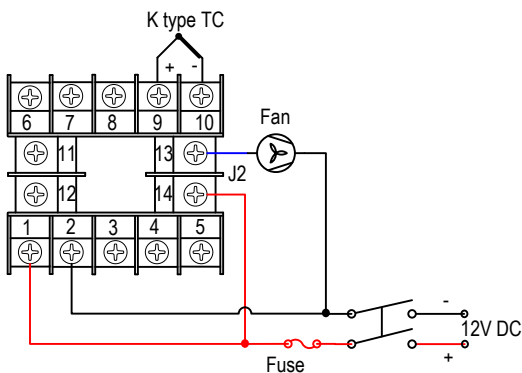 K type TC
+ -
6 7 8 9 10
Fan
11 13
J2
12 14
1 2 3 4 5
-
12V DC
+
Fuse